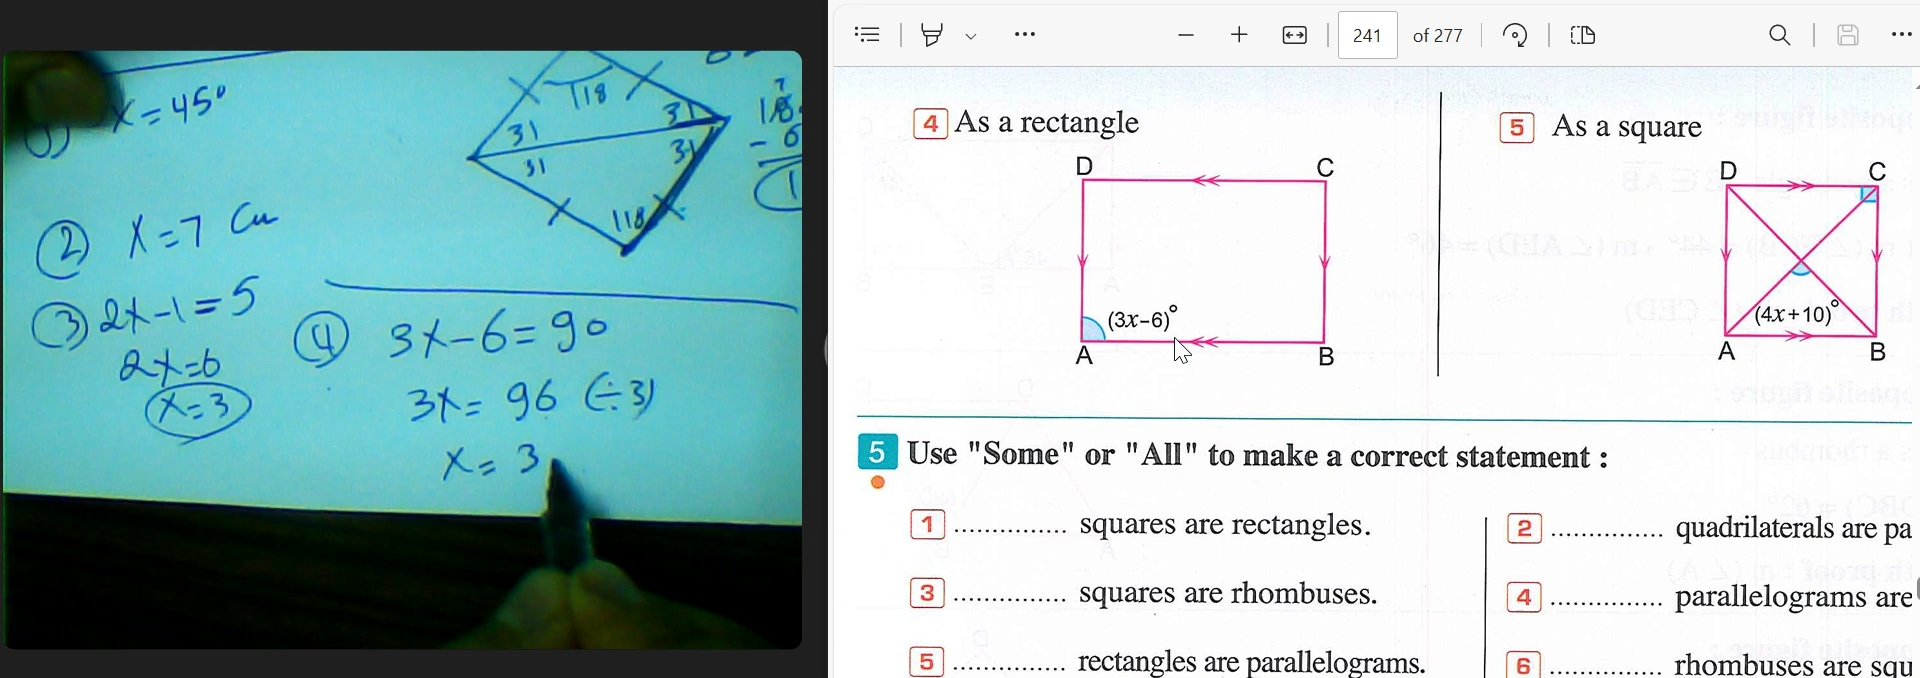 1) x = 45°
118
31
31
31
31
118
② x = 7 Cm
③ 2x - 1 = 5
2x = 6
x = 3
④ 3x - 6 = 90
3x = 96 (÷3)
x = 3
241 of 277
4 As a rectangle
D C
(3x-6)°
A B
5 As a square
D C
(4x+10)°
A B
5 Use "Some" or "All" to make a correct statement :
1 .............. squares are rectangles.
2 .............. quadrilaterals are pa
3 .............. squares are rhombuses.
4 .............. parallelograms are
5 .............. rectangles are parallelograms.
6 .............. rhombuses are squ